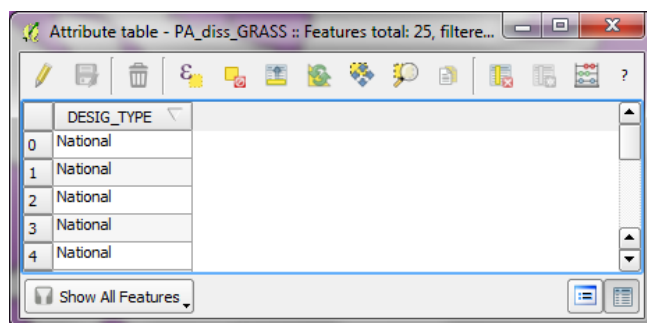 Attribute table - PA_diss_GRASS :: Features total: 25, filtere...
ε ?
DESIG_TYPE
0 National
1 National
2 National
3 National
4 National
Show All Features